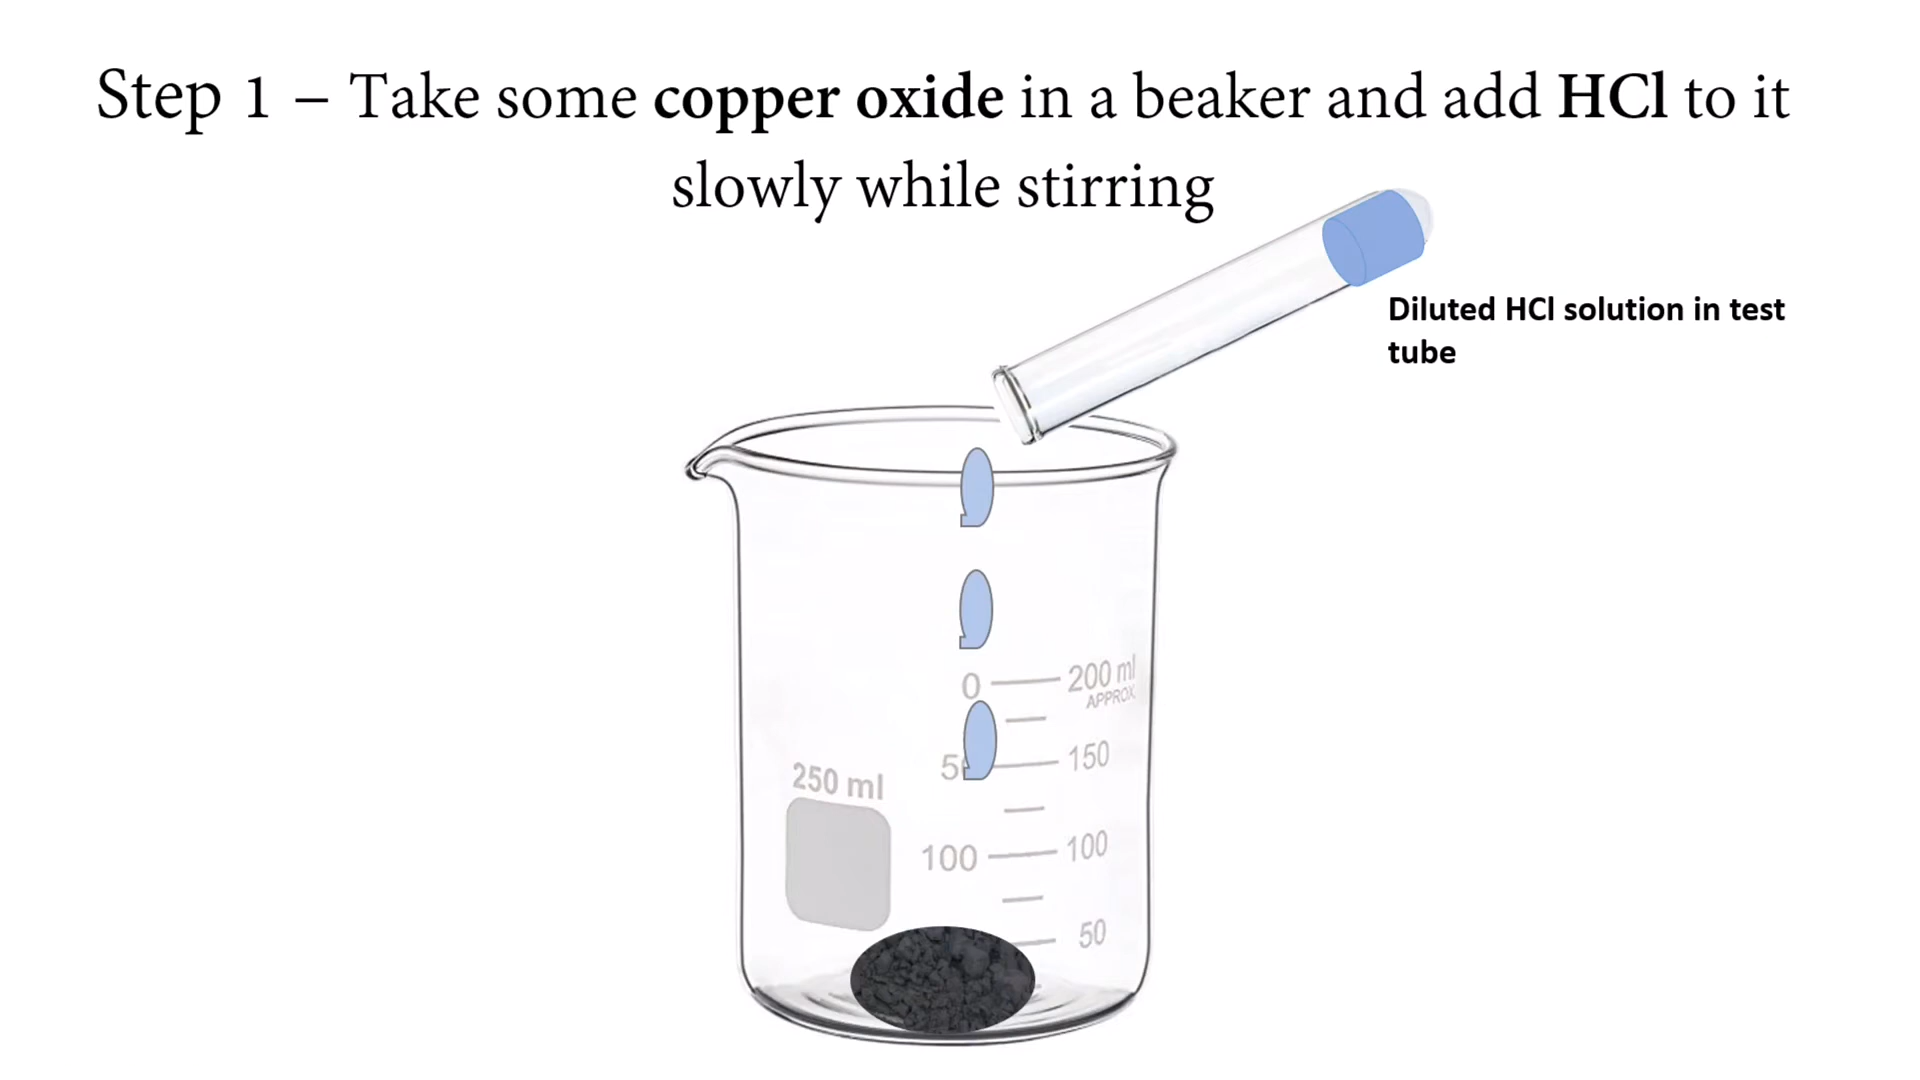 Step 1 – Take some copper oxide in a beaker and add HCl to it
slowly while stirring
Diluted HCl solution in test
tube
0 200 ml
APPROX
150
250 ml
100 100
50